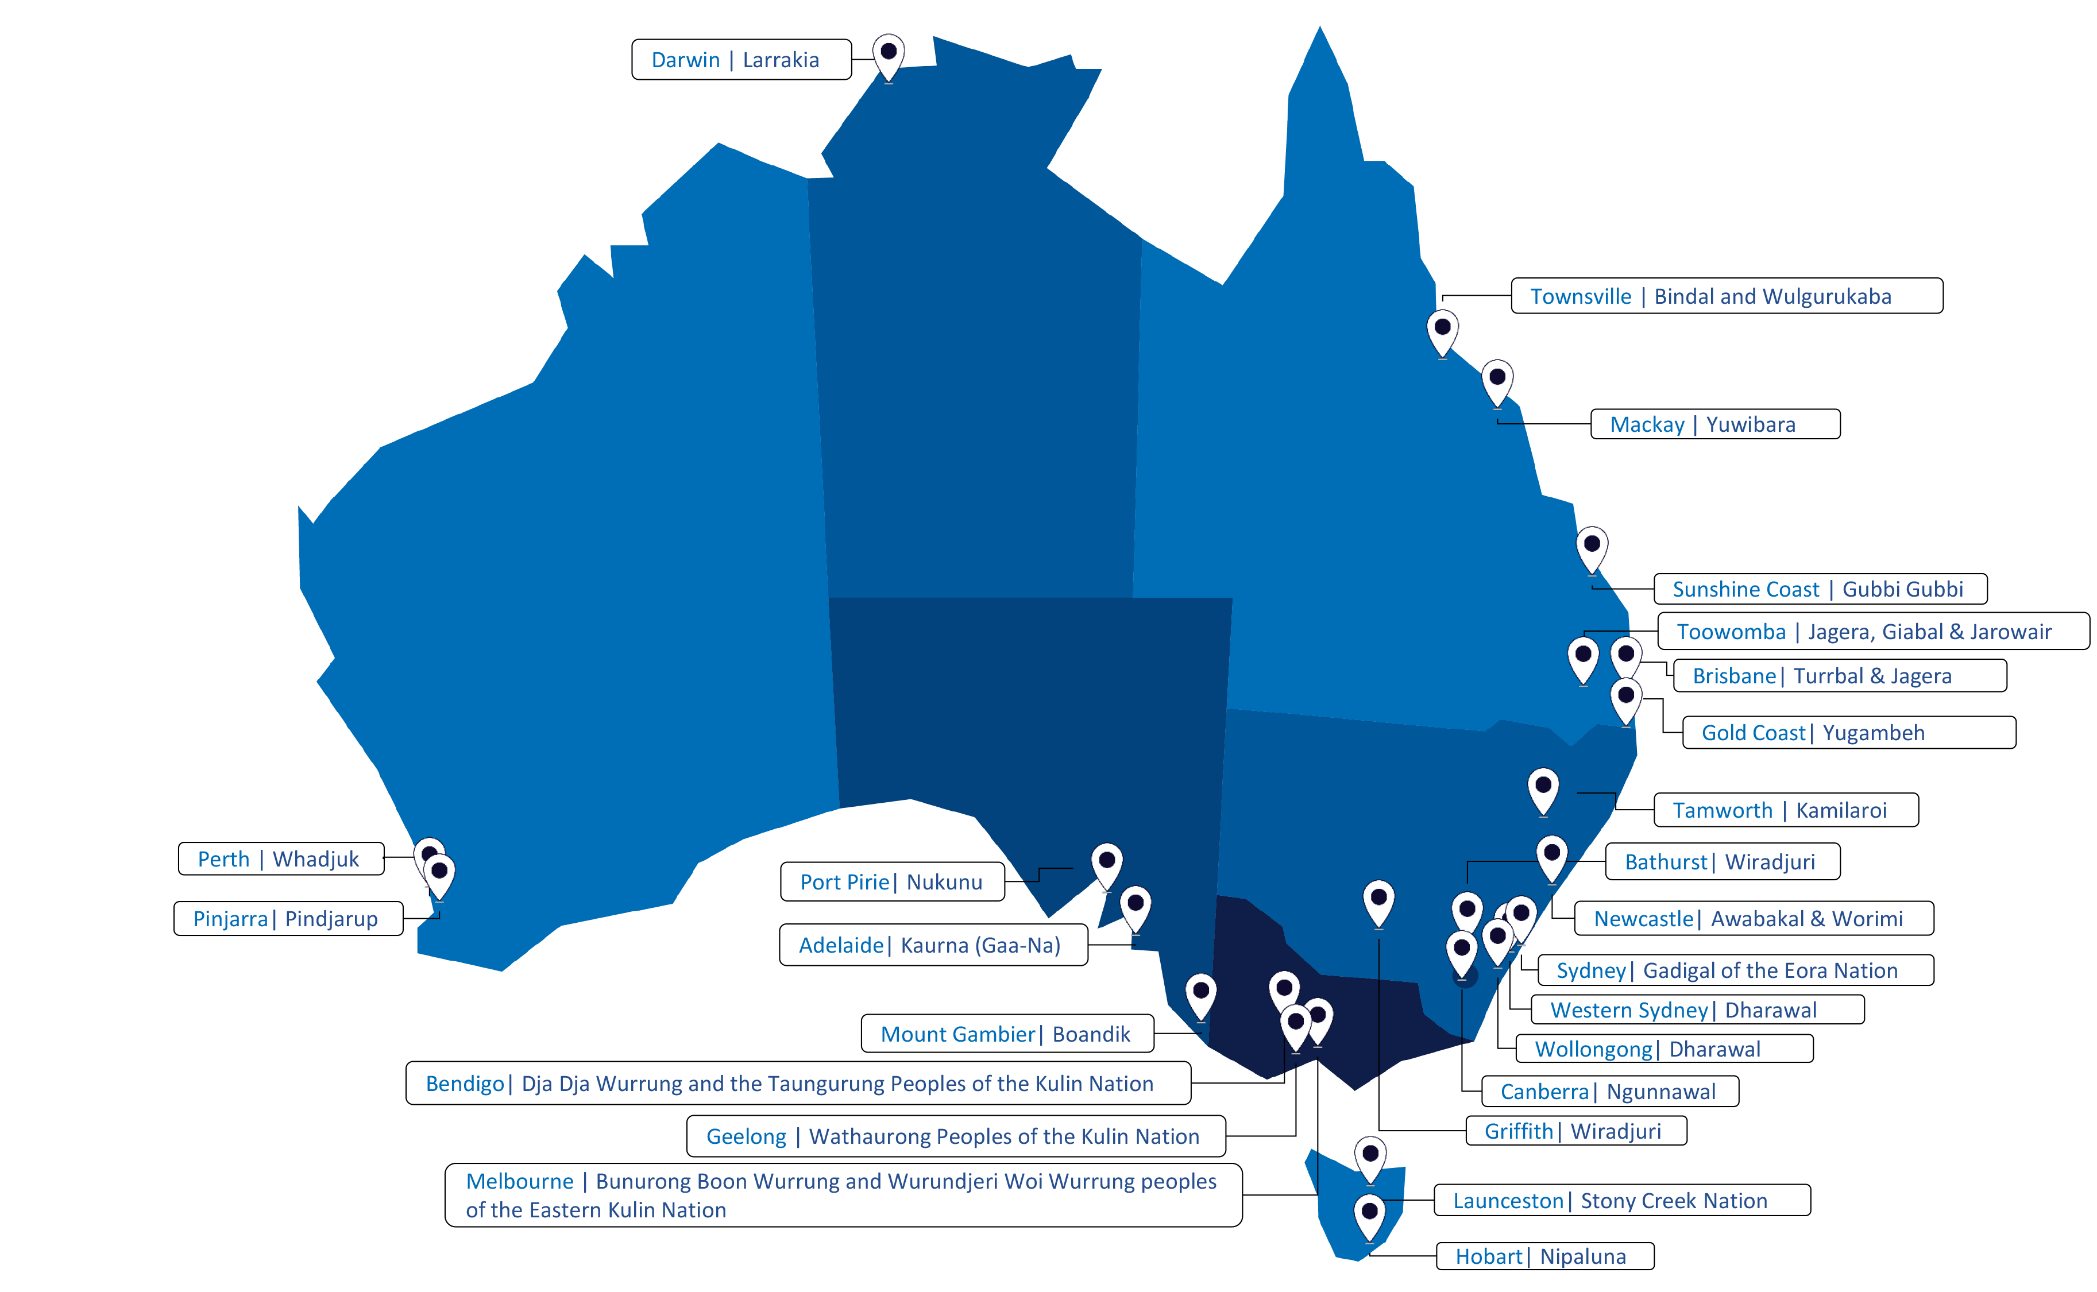 Darwin | Larrakia
Townsville | Bindal and Wulgurukaba
Mackay | Yuwibara
Sunshine Coast | Gubbi Gubbi
Toowomba | Jagera, Giabal & Jarowair
Brisbane| Turrbal & Jagera
Gold Coast| Yugambeh
Tamworth | Kamilaroi
Perth | Whadjuk
Bathurst| Wiradjuri
Port Pirie| Nukunu
Pinjarra| Pindjarup
Newcastle| Awabakal & Worimi
Adelaide| Kaurna (Gaa-Na)
Sydney| Gadigal of the Eora Nation
Western Sydney| Dharawal
Mount Gambier| Boandik
Wollongong| Dharawal
Bendigo| Dja Dja Wurrung and the Taungurung Peoples of the Kulin Nation
Canberra| Ngunnawal
Geelong | Wathaurong Peoples of the Kulin Nation
Griffith| Wiradjuri
Melbourne | Bunurong Boon Wurrung and Wurundjeri Woi Wurrung peoples
of the Eastern Kulin Nation
Launceston| Stony Creek Nation
Hobart| Nipaluna